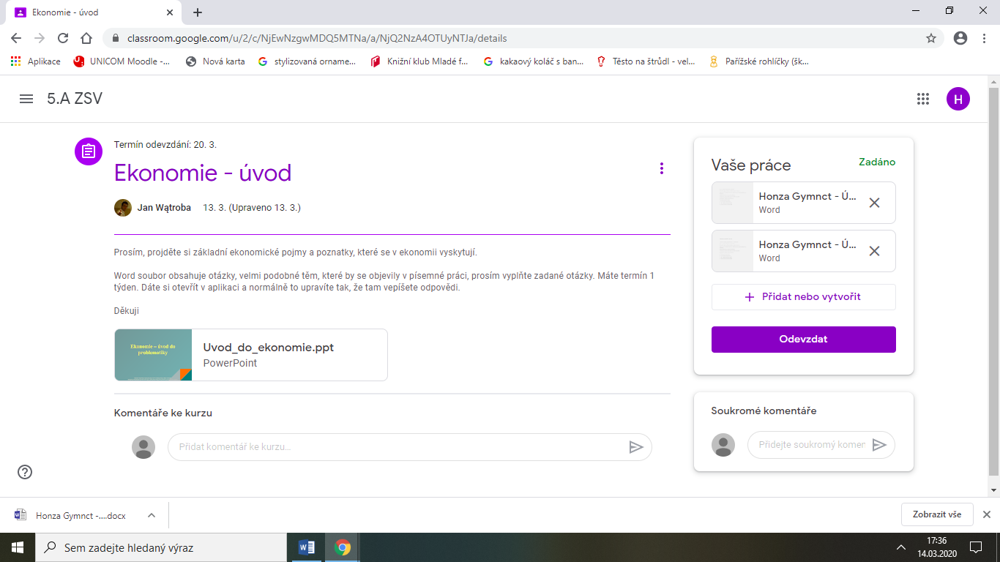 Ekonomie - úvod
classroom.google.com/u/2/c/NjEwNzgwMDQ5MTNa/a/NjQ2NzA4OTUyNTJa/details
Aplikace
UNICOM Moodle -...
Nová karta
stylizovaná orname...
Knižní klub Mladé f...
kakaový koláč s ban...
Těsto na štrúdl - vel...
Pařížské rohlíčky (šk...
5.A ZSV
H
Termín odevzdání: 20. 3.
Ekonomie - úvod
Jan Wątroba 13. 3. (Upraveno 13. 3.)
Prosím, projděte si základní ekonomické pojmy a poznatky, které se v ekonomii vyskytují.
Word soubor obsahuje otázky, velmi podobné těm, které by se objevily v písemné práci, prosím vyplňte zadané otázky. Máte termín 1
týden. Dáte si otevřít v aplikaci a normálně to upravíte tak, že tam vepíšete odpovědi.
Děkuji
Ekonomie – úvod do
problematiky
Uvod_do_ekonomie.ppt
PowerPoint
Komentáře ke kurzu
Přidat komentář ke kurzu...
Vaše práce
Zadáno
Honza Gymnct - Ú...
Word
Honza Gymnct - Ú...
Word
Přidat nebo vytvořit
Odevzdat
Soukromé komentáře
Přidejte soukromý komen
Honza Gymnct -....docx
Zobrazit vše
Sem zadejte hledaný výraz
17:36
14.03.2020